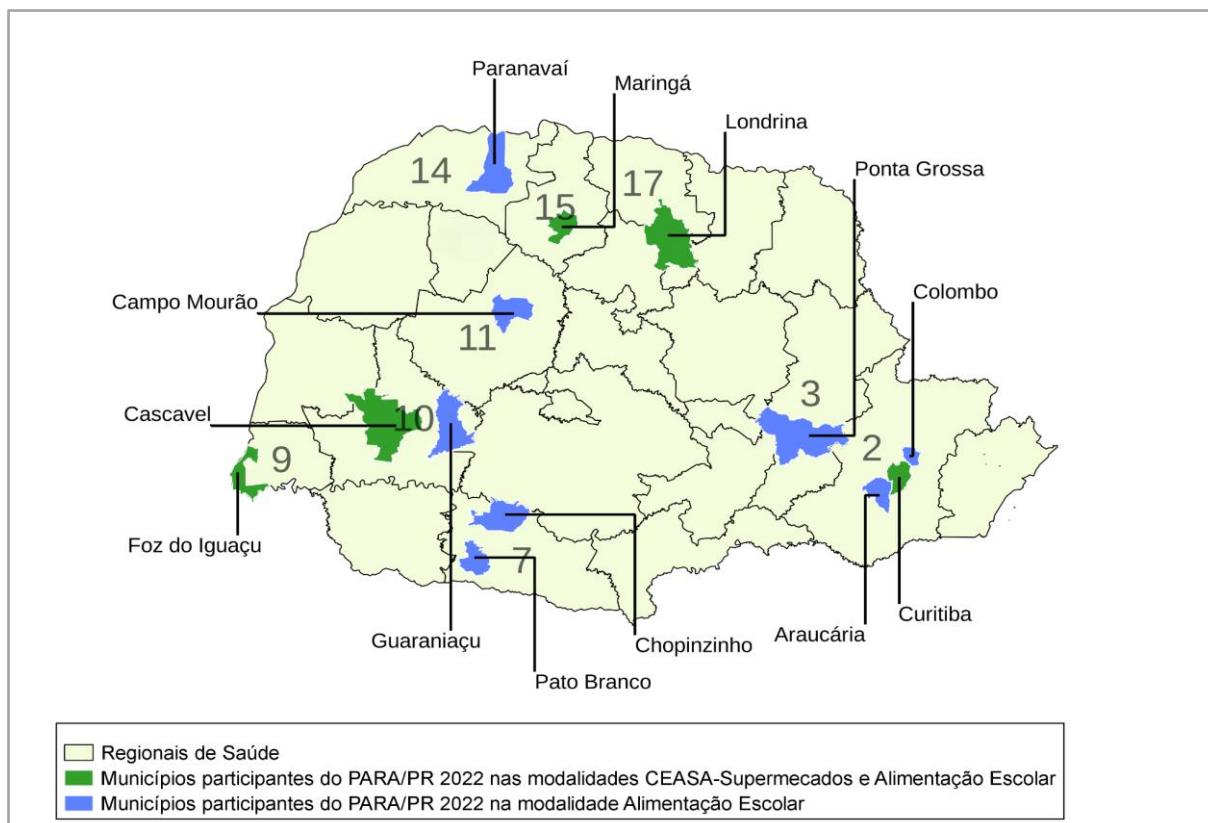 Paranavaí
Maringá
Londrina
Ponta Grossa
14
17
15
Colombo
Campo Mourão
11
3
Cascavel
10
2
9
Foz do Iguaçu
7
Guaraniaçu
Chopinzinho
Araucária
Curitiba
Pato Branco
Regionais de Saúde
Municípios participantes do PARA/PR 2022 nas modalidades CEASA-Supermecados e Alimentação Escolar
Municípios participantes do PARA/PR 2022 na modalidade Alimentação Escolar